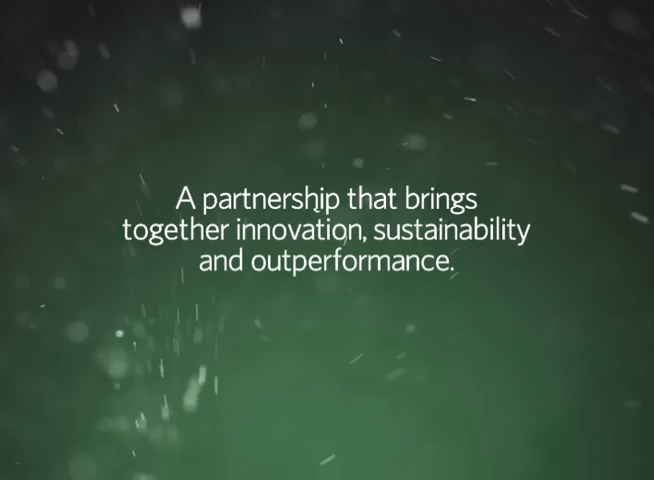 A partnership that brings
together innovation, sustainability
and outperformance.